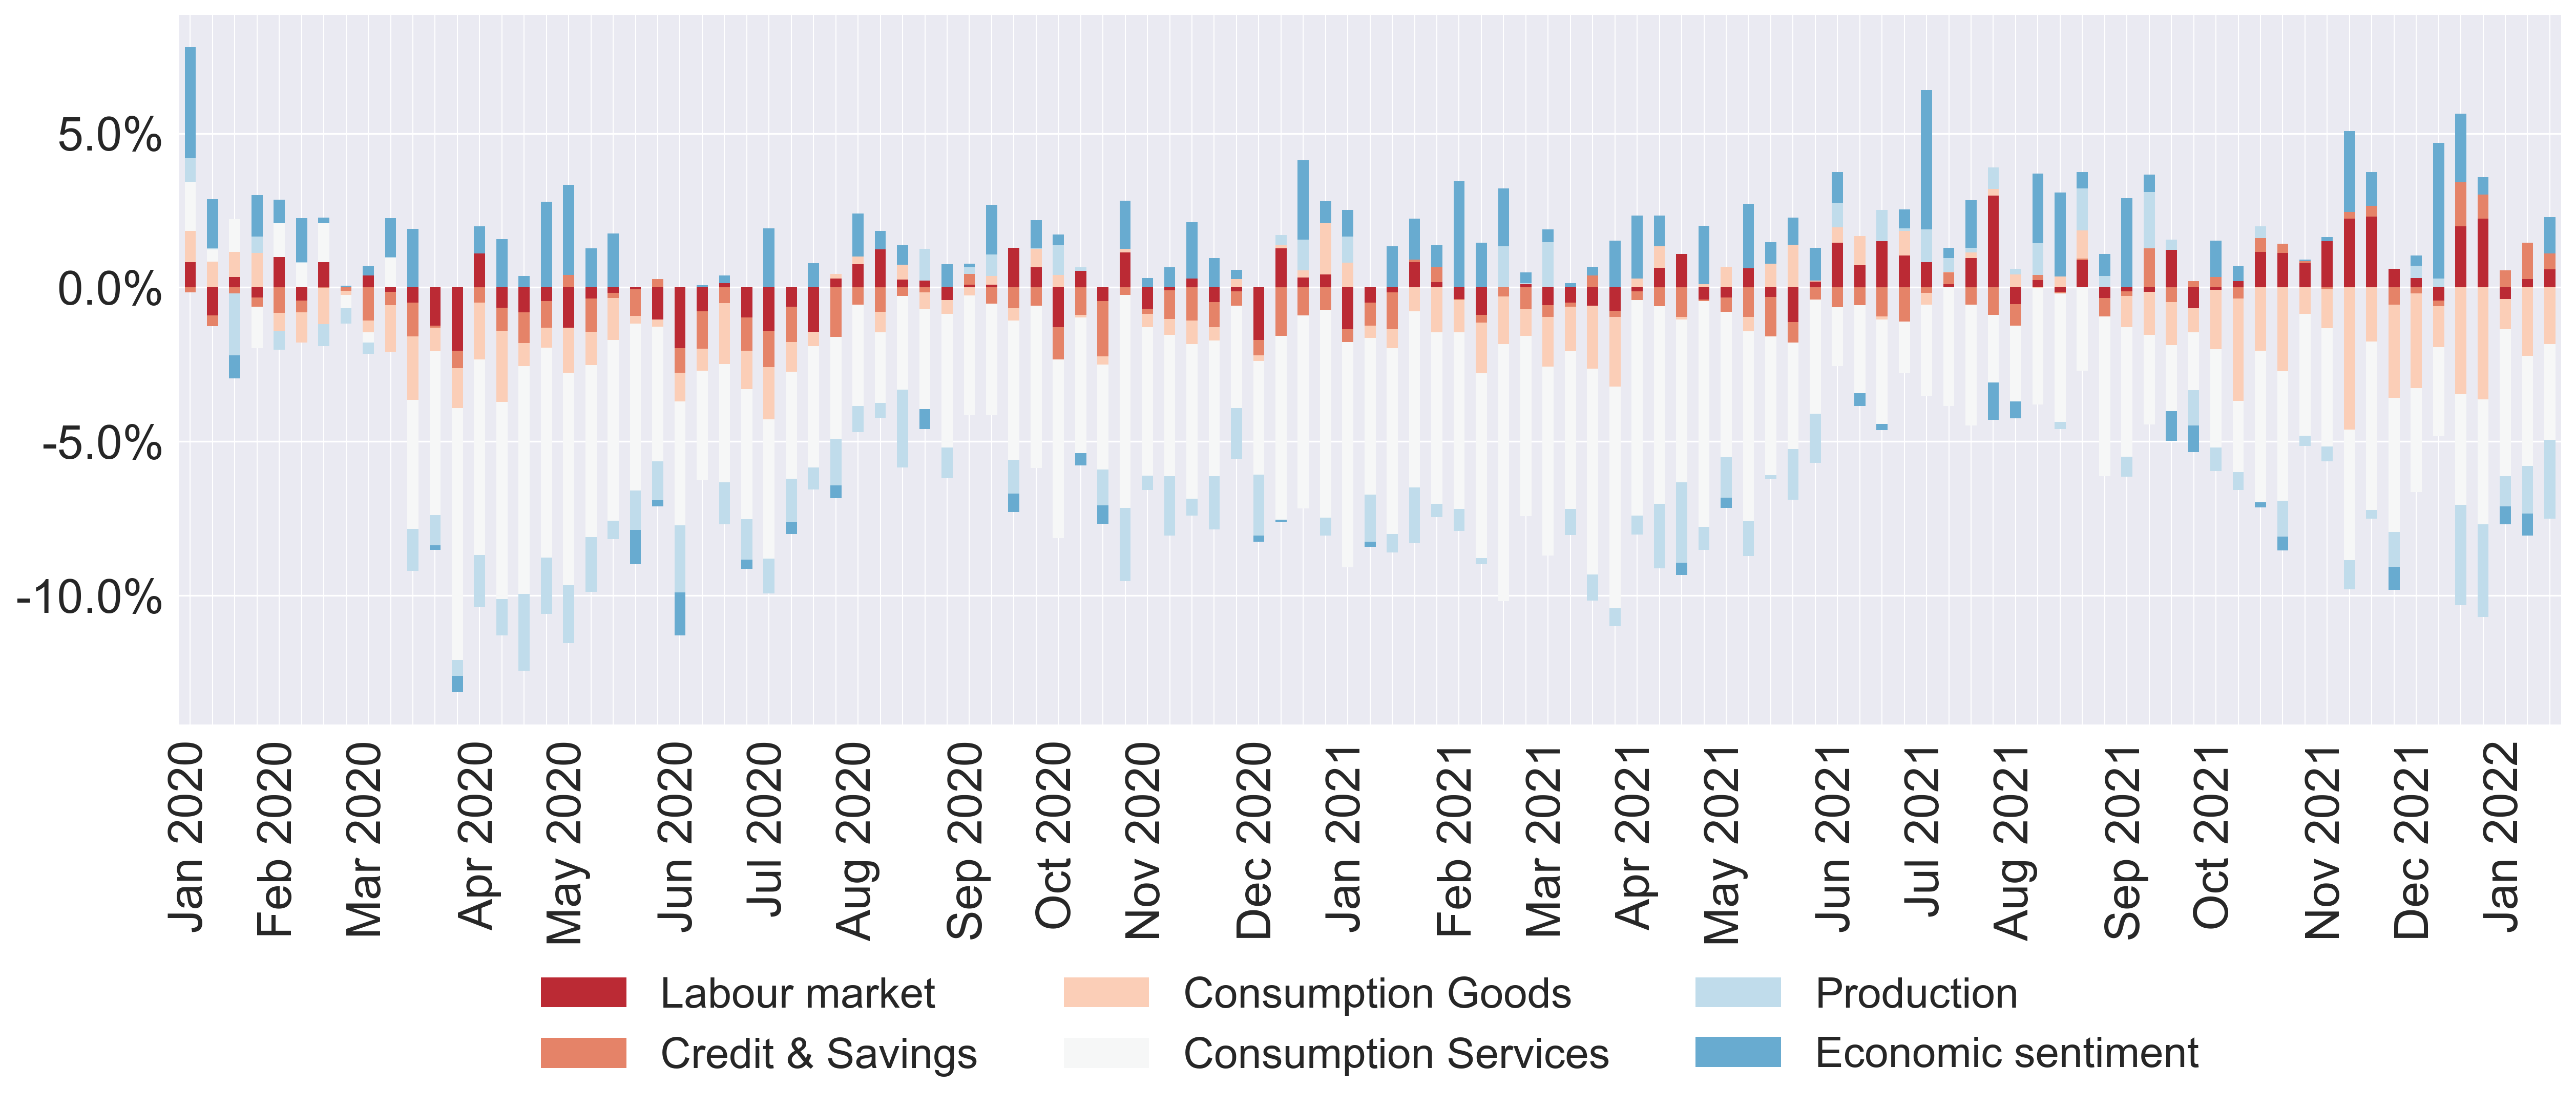 5.0%
0.0%
-5.0%
-10.0%
Jan 2020
Feb 2020
Mar 2020
Apr 2020
May 2020
Jun 2020
Jul 2020
Aug 2020
Sep 2020
Oct 2020
Nov 2020
Dec 2020
Jan 2021
Feb 2021
Mar 2021
Apr 2021
May 2021
Jun 2021
Jul 2021
Aug 2021
Sep 2021
Oct 2021
Nov 2021
Dec 2021
Jan 2022
Labour market
Consumption Goods
Production
Credit & Savings
Consumption Services
Economic sentiment